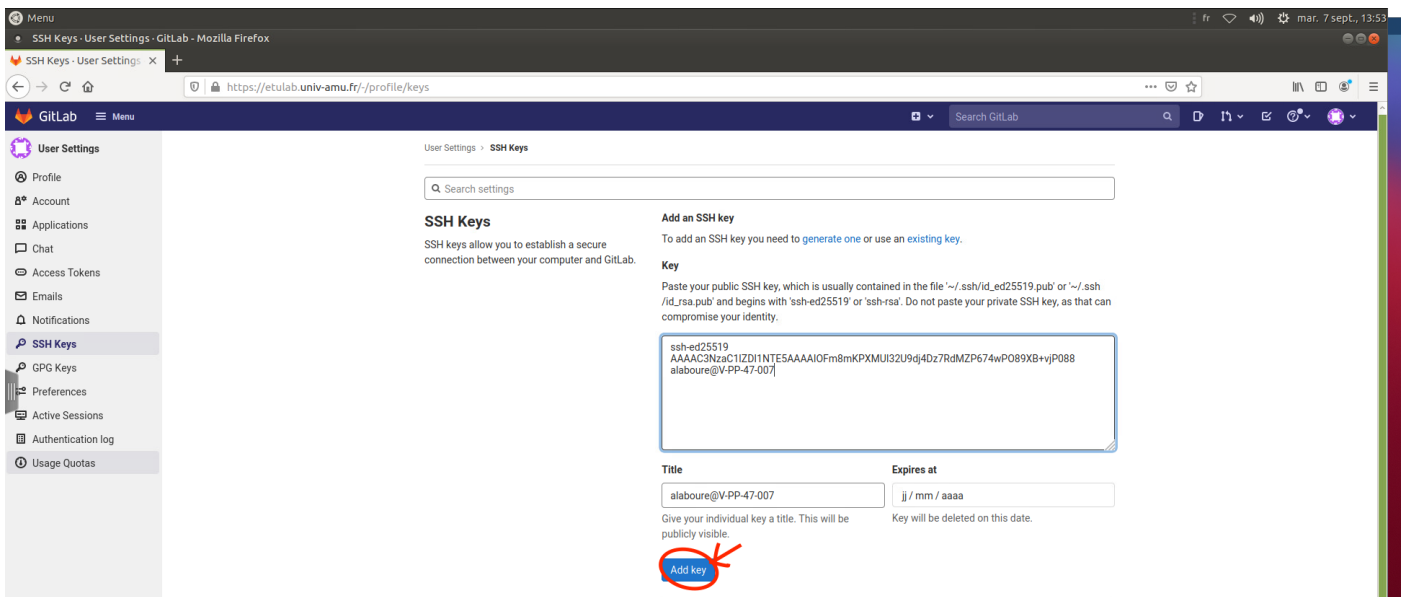 Menu
fr mar. 7 sept., 13:53
SSH Keys · User Settings · GitLab - Mozilla Firefox
SSH Keys · User Settings
https://etulab.univ-amu.fr/-/profile/keys
GitLab Menu Search GitLab
User Settings
Profile
Account
Applications
Chat
Access Tokens
Emails
Notifications
SSH Keys
GPG Keys
Preferences
Active Sessions
Authentication log
Usage Quotas
User Settings > SSH Keys
Search settings
SSH Keys
SSH keys allow you to establish a secure
connection between your computer and GitLab.
Add an SSH key
To add an SSH key you need to generate one or use an existing key.
Key
Paste your public SSH key, which is usually contained in the file '~/.ssh/id_ed25519.pub' or '~/.ssh
/id_rsa.pub' and begins with 'ssh-ed25519' or 'ssh-rsa'. Do not paste your private SSH key, as that can
compromise your identity.
ssh-ed25519
AAAAC3NzaC1lZDI1NTE5AAAAIOFm8mKPXMUI32U9dj4Dz7RdMZP674wPO89XB+vjP088
alaboure@V-PP-47-007
Title
alaboure@V-PP-47-007
Give your individual key a title. This will be
publicly visible.
Expires at
jj / mm / aaaa
Key will be deleted on this date.
Add key